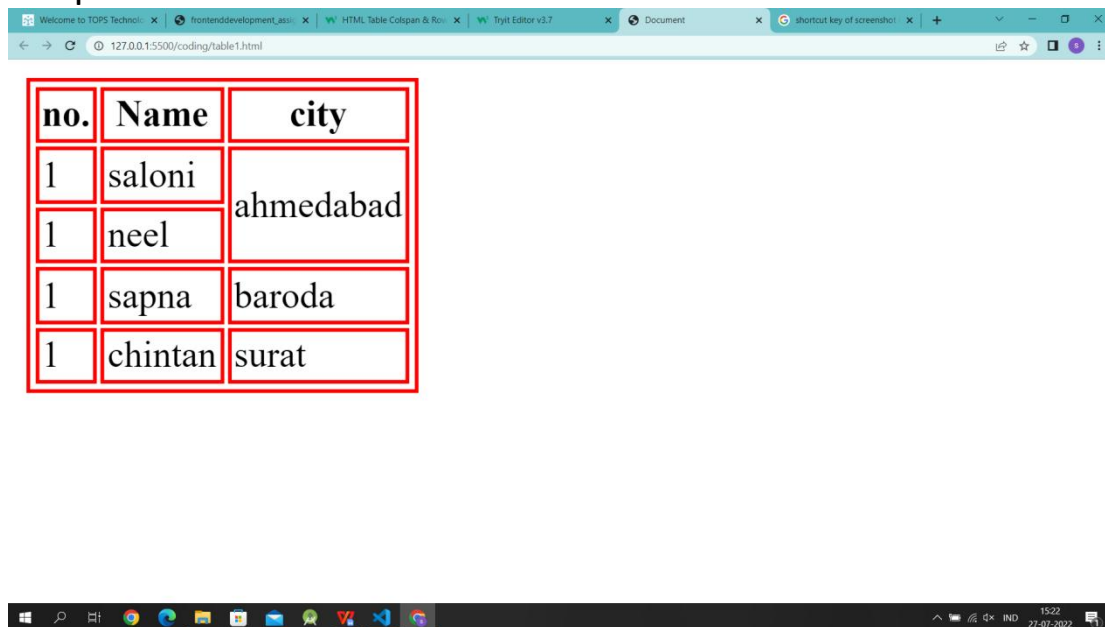 Welcome to TOPS Technolo
frontenddevelopment_assig
HTML Table Colspan & Row
Tryit Editor v3.7
Document
shortcut key of screenshot
127.0.0.1:5500/coding/table1.html
no. Name city
1 saloni ahmedabad
1 neel
1 sapna baroda
1 chintan surat
IND
15:22
27-07-2022